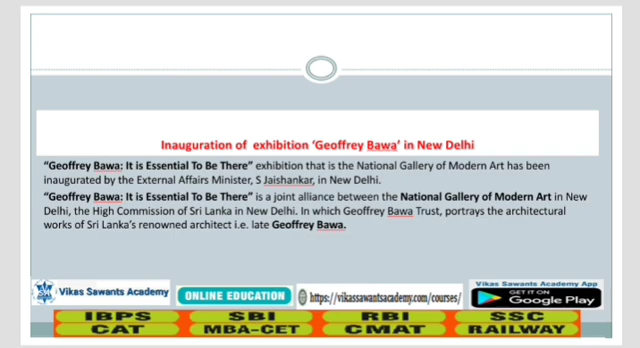 Inauguration of exhibition ‘Geoffrey Bawa’ in New Delhi
“Geoffrey Bawa: It is Essential To Be There” exhibition that is the National Gallery of Modern Art has been
inaugurated by the External Affairs Minister, S Jaishankar, in New Delhi.
“Geoffrey Bawa: It is Essential To Be There” is a joint alliance between the National Gallery of Modern Art in New
Delhi, the High Commission of Sri Lanka in New Delhi. In which Geoffrey Bawa Trust, portrays the architectural
works of Sri Lanka’s renowned architect i.e. late Geoffrey Bawa.
Vikas Sawants Academy
ONLINE EDUCATION
https://vikassawantsacademy.com/courses/
Vikas Sawants Academy App
GET IT ON
Google Play
IBPS SBI RBI SSC
CAT MBA-CET CMAT RAILWAY